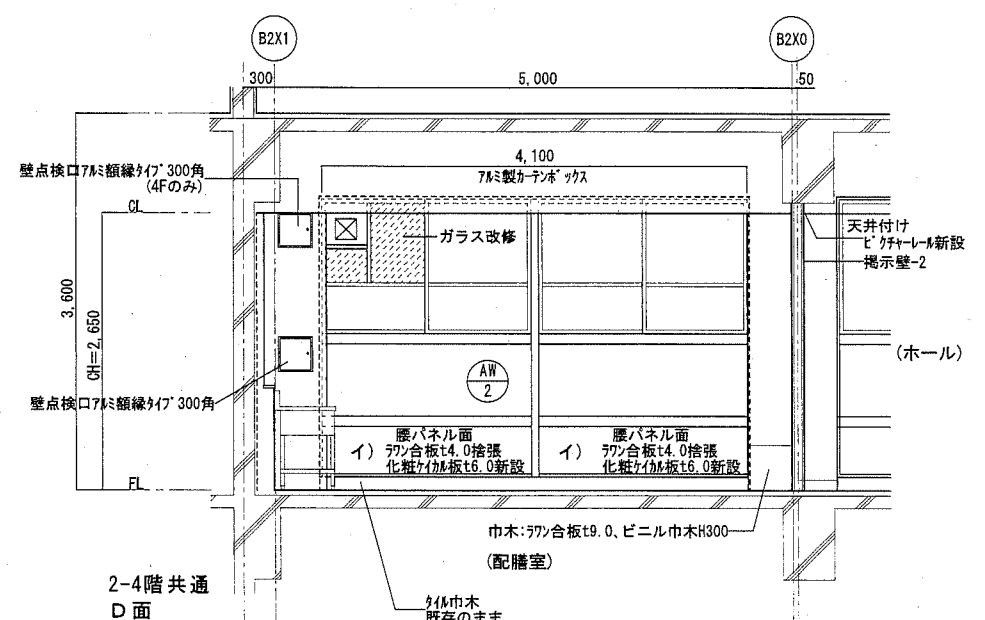 B2X1
B2X0
300
5,000
50
4,100
アルミ製カーテンボックス
壁点検口アルミ額縁タイプ300角
(4Fのみ)
CL
ガラス改修
天井付け
ピクチャーレール新設
掲示壁-2
3,600
CH=2,650
(ホール)
AW
2
壁点検口アルミ額縁タイプ300角
腰パネル面
イ) ラワン合板t4.0捨張
化粧ケイカル板t6.0新設
腰パネル面
イ) ラワン合板t4.0捨張
化粧ケイカル板t6.0新設
FL
巾木:ラワン合板t9.0、ビニル巾木H300
(配膳室)
2-4階共通
D面
タイル巾木
既存のまま